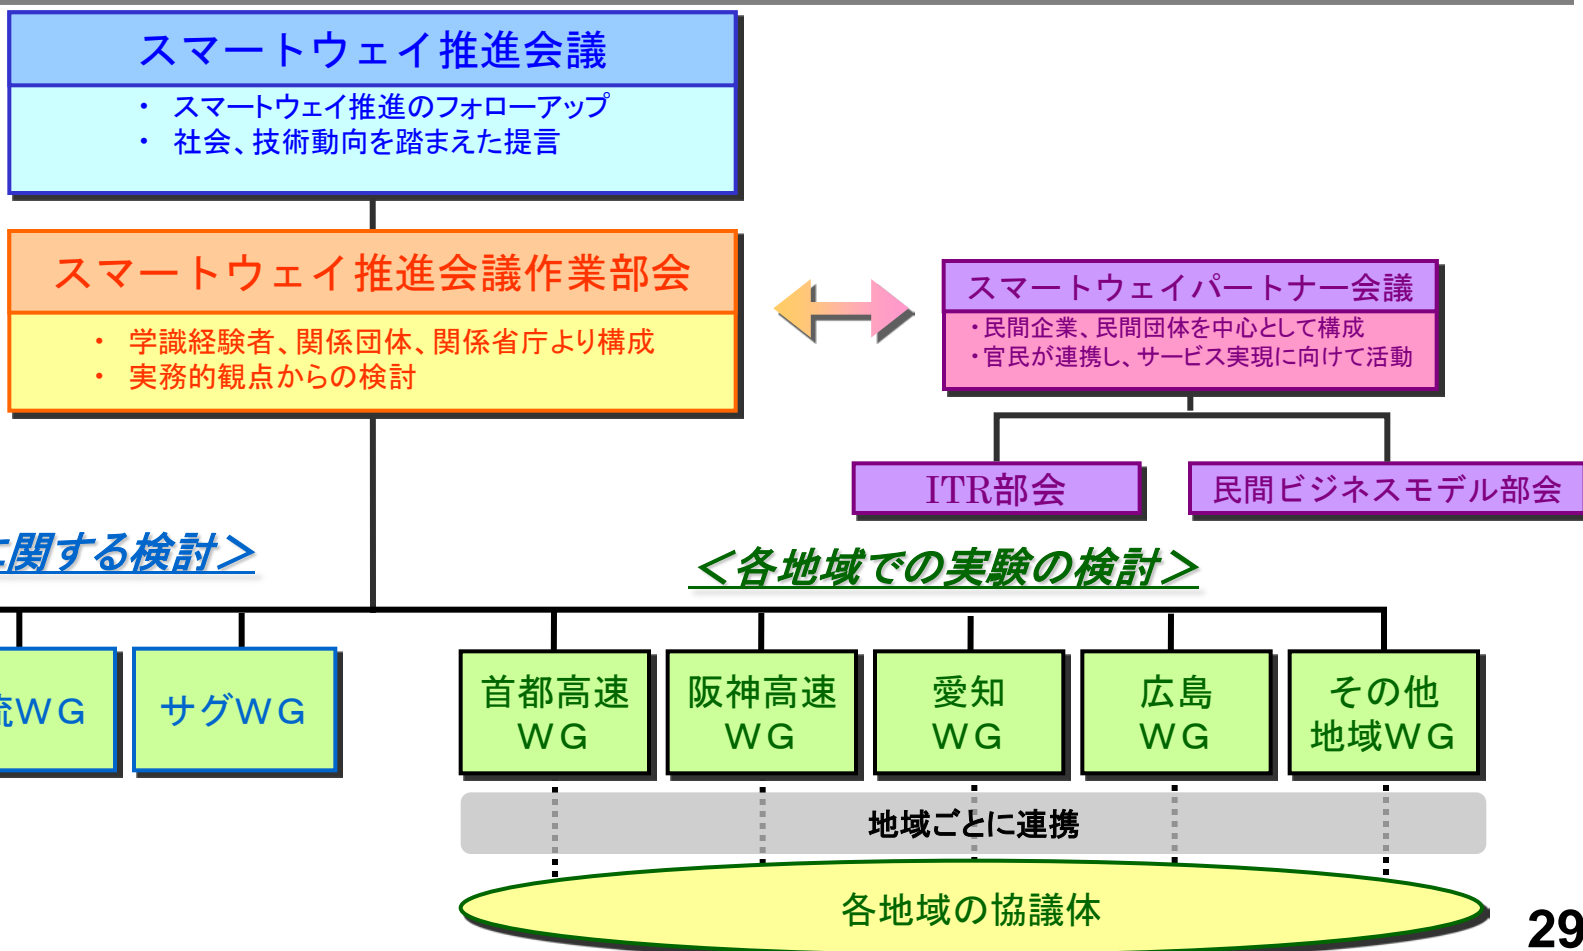 スマートウェイ推進会議
・ スマートウェイ推進のフォローアップ
・ 社会、技術動向を踏まえた提言
スマートウェイ推進会議作業部会
・ 学識経験者、関係団体、関係省庁より構成
・ 実務的観点からの検討
スマートウェイパートナー会議
・民間企業、民間団体を中心として構成
・官民が連携し、サービス実現に向けて活動
ITR部会
民間ビジネスモデル部会
に関する検討＞
＜各地域での実験の検討＞
流ＷＧ
サグＷＧ
首都高速
ＷＧ
阪神高速
ＷＧ
愛知
ＷＧ
広島
ＷＧ
その他
地域ＷＧ
地域ごとに連携
各地域の協議体
29